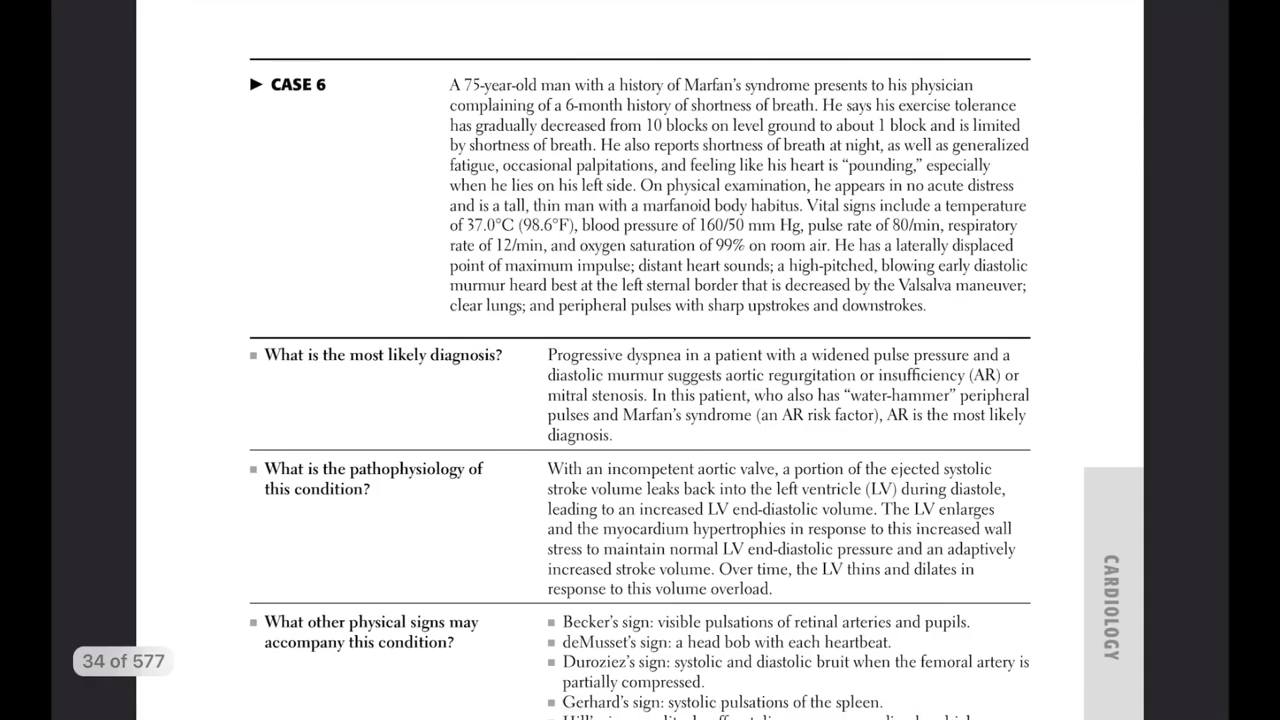 ► CASE 6
A 75-year-old man with a history of Marfan's syndrome presents to his physician
complaining of a 6-month history of shortness of breath. He says his exercise tolerance
has gradually decreased from 10 blocks on level ground to about 1 block and is limited
by shortness of breath. He also reports shortness of breath at night, as well as generalized
fatigue, occasional palpitations, and feeling like his heart is “pounding,” especially
when he lies on his left side. On physical examination, he appears in no acute distress
and is a tall, thin man with a marfanoid body habitus. Vital signs include a temperature
of 37.0°C (98.6°F), blood pressure of 160/50 mm Hg, pulse rate of 80/min, respiratory
rate of 12/min, and oxygen saturation of 99% on room air. He has a laterally displaced
point of maximum impulse; distant heart sounds; a high-pitched, blowing early diastolic
murmur heard best at the left sternal border that is decreased by the Valsalva maneuver;
clear lungs; and peripheral pulses with sharp upstrokes and downstrokes.
■ What is the most likely diagnosis?
Progressive dyspnea in a patient with a widened pulse pressure and a
diastolic murmur suggests aortic regurgitation or insufficiency (AR) or
mitral stenosis. In this patient, who also has “water-hammer” peripheral
pulses and Marfan's syndrome (an AR risk factor), AR is the most likely
diagnosis.
■ What is the pathophysiology of
this condition?
With an incompetent aortic valve, a portion of the ejected systolic
stroke volume leaks back into the left ventricle (LV) during diastole,
leading to an increased LV end-diastolic volume. The LV enlarges
and the myocardium hypertrophies in response to this increased wall
stress to maintain normal LV end-diastolic pressure and an adaptively
increased stroke volume. Over time, the LV thins and dilates in
response to this volume overload.
■ What other physical signs may
accompany this condition?
■ Becker's sign: visible pulsations of retinal arteries and pupils.
■ deMusset's sign: a head bob with each heartbeat.
■ Duroziez's sign: systolic and diastolic bruit when the femoral artery is
partially compressed.
■ Gerhard's sign: systolic pulsations of the spleen.
CARDIOLOGY
34 of 577